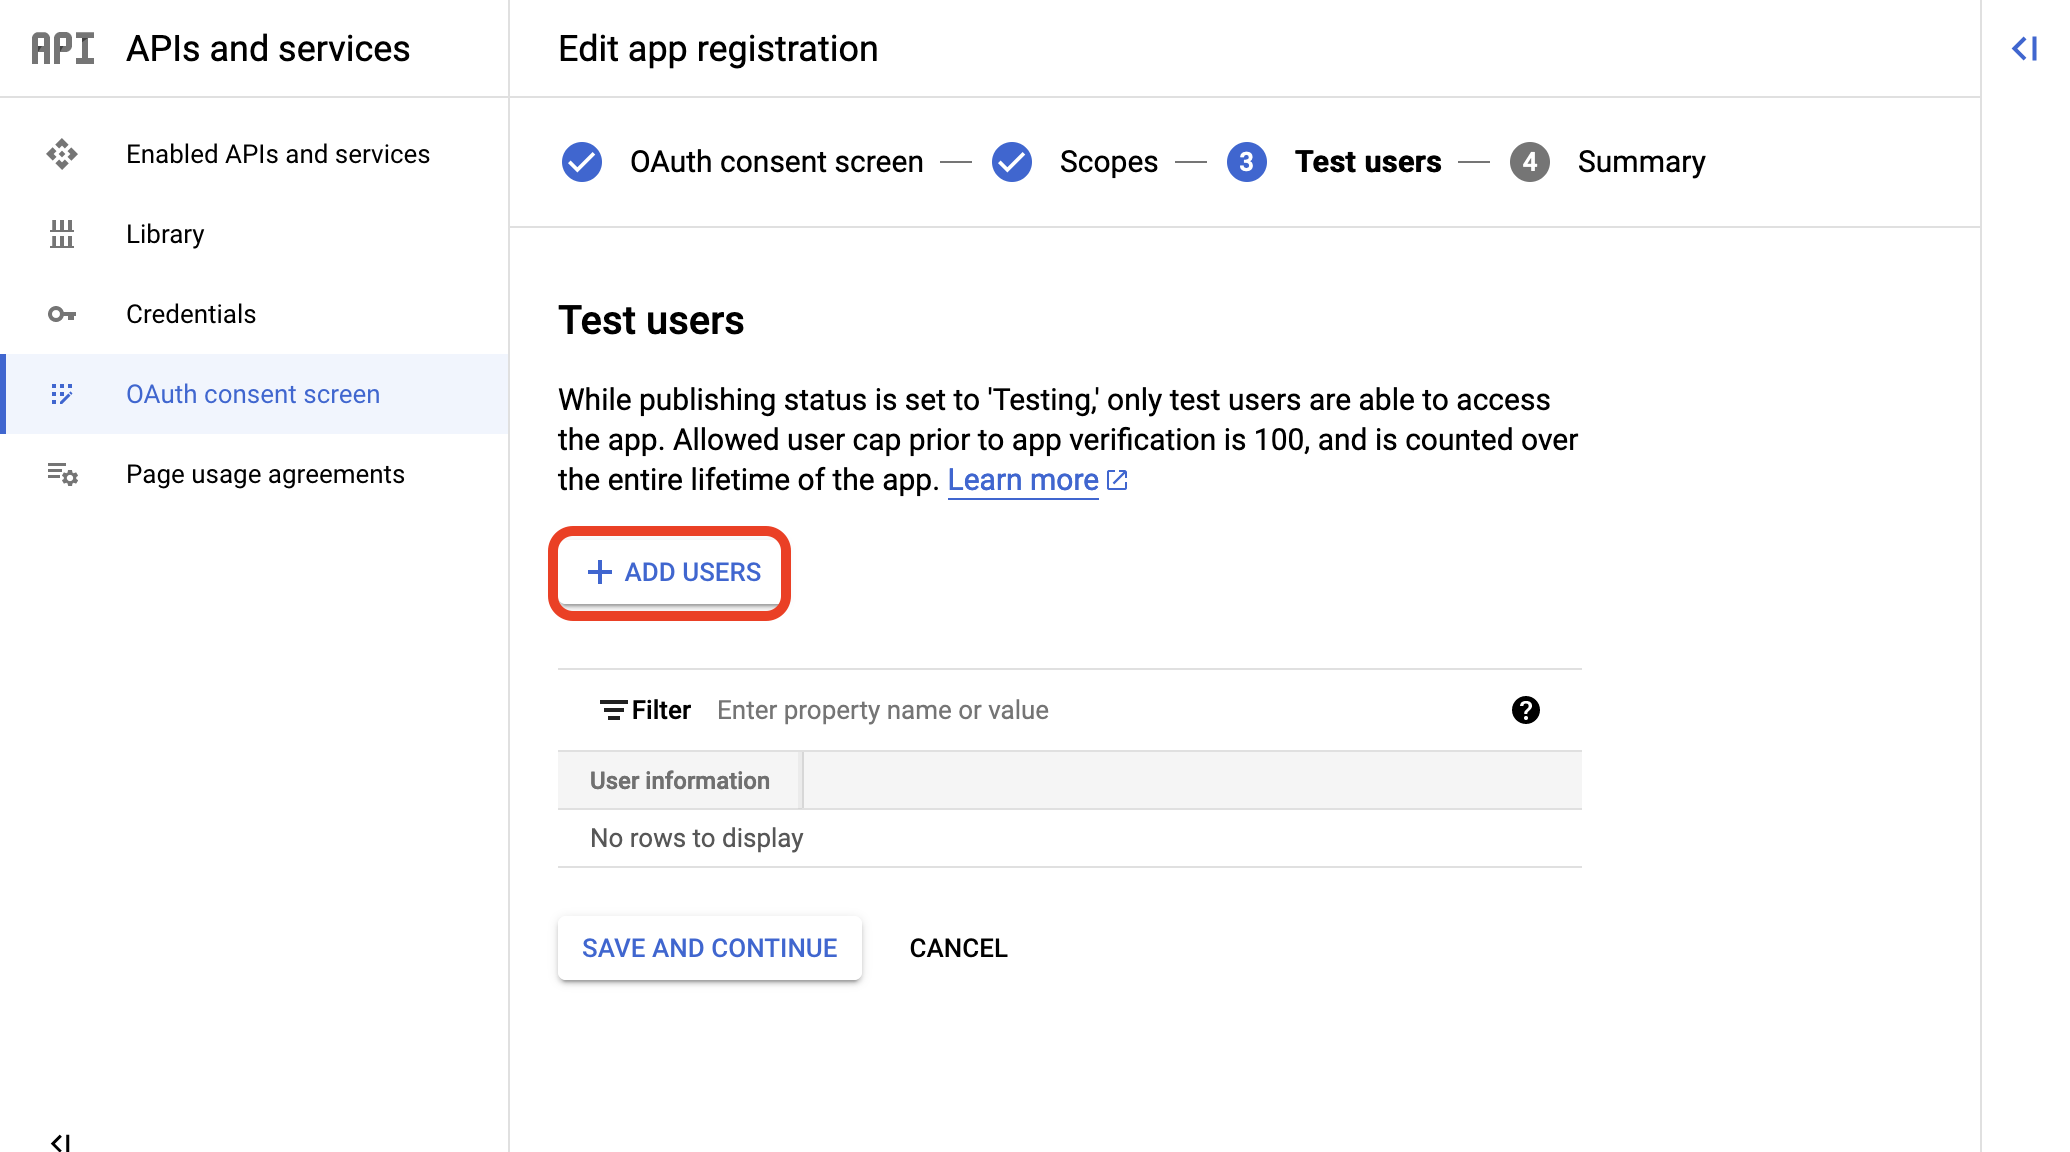 API APIs and services
Edit app registration
Enabled APIs and services
Library
Credentials
OAuth consent screen
Page usage agreements
OAuth consent screen — Scopes — 3 Test users — 4 Summary
Test users
While publishing status is set to 'Testing,' only test users are able to access
the app. Allowed user cap prior to app verification is 100, and is counted over
the entire lifetime of the app. Learn more
+ ADD USERS
Filter Enter property name or value ?
User information
No rows to display
SAVE AND CONTINUE CANCEL